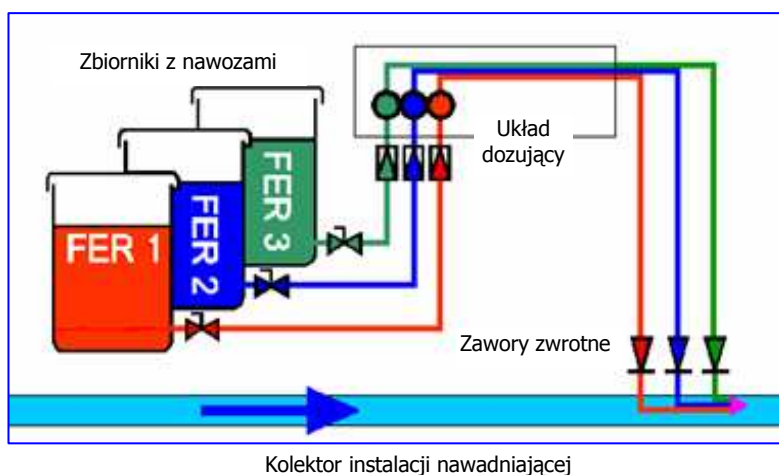 Zbiorniki z nawozami
Układ
dozujący
FER 1
FER 2
FER 3
Zawory zwrotne
Kolektor instalacji nawadniającej